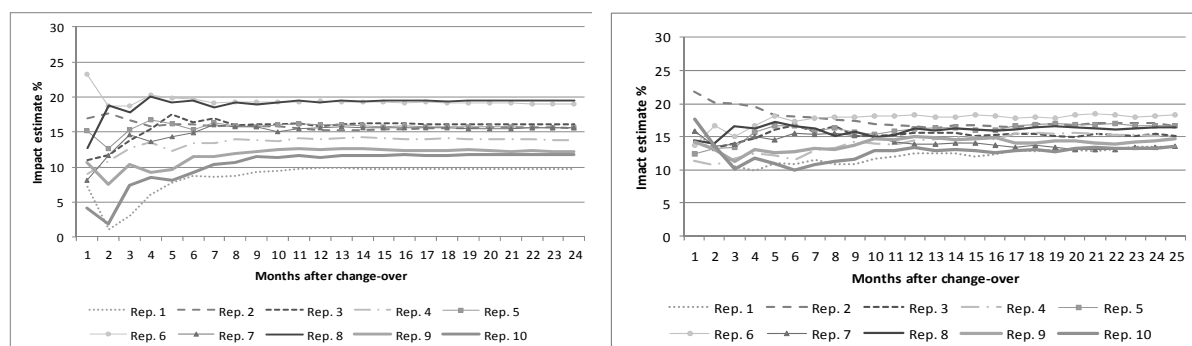 30
25
20
15
10
5
0
Impact estimate %
1 2 3 4 5 6 7 8 9 10 11 12 13 14 15 16 17 18 19 20 21 22 23 24
Months after change-over
Rep. 1 Rep. 2 Rep. 3 Rep. 4 Rep. 5
Rep. 6 Rep. 7 Rep. 8 Rep. 9 Rep. 10
30
25
20
15
10
5
0
Imact estimate %
1 2 3 4 5 6 7 8 9 10 11 12 13 14 15 16 17 18 19 20 21 22 23 24 25
Months after change-over
Rep. 1 Rep. 2 Rep. 3 Rep. 4 Rep. 5
Rep. 6 Rep. 7 Rep. 8 Rep. 9 Rep. 10